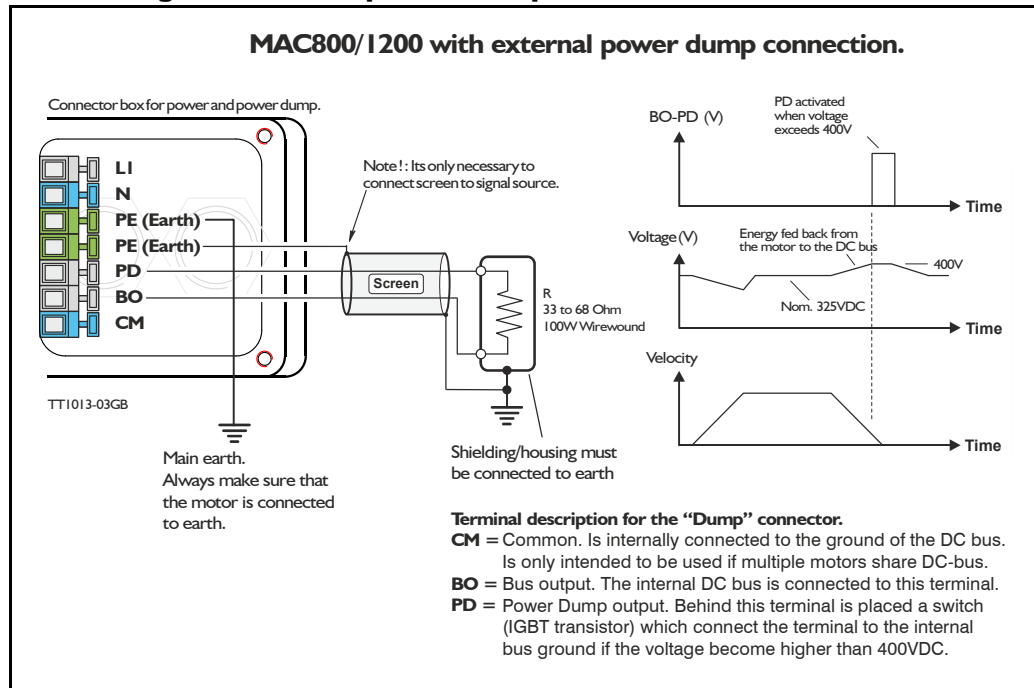 MAC800/1200 with external power dump connection.
Connector box for power and power dump.
L1
N
PE (Earth)
PE (Earth)
PD
BO
CM
TT1013-03GB
Main earth.
Always make sure that
the motor is connected
to earth.
Note!: Its only necessary to
connect screen to signal source.
Screen
R
33 to 68 Ohm
100W Wirewound
Shielding/housing must
be connected to earth
BO-PD (V)
PD activated
when voltage
exceeds 400V
Time
Voltage (V)
Energy fed back from
the motor to the DC bus
400V
Nom. 325VDC
Time
Velocity
Time
Terminal description for the “Dump” connector.
CM = Common. Is internally connected to the ground of the DC bus.
Is only intended to be used if multiple motors share DC-bus.
BO = Bus output. The internal DC bus is connected to this terminal.
PD = Power Dump output. Behind this terminal is placed a switch
(IGBT transistor) which connect the terminal to the internal
bus ground if the voltage become higher than 400VDC.